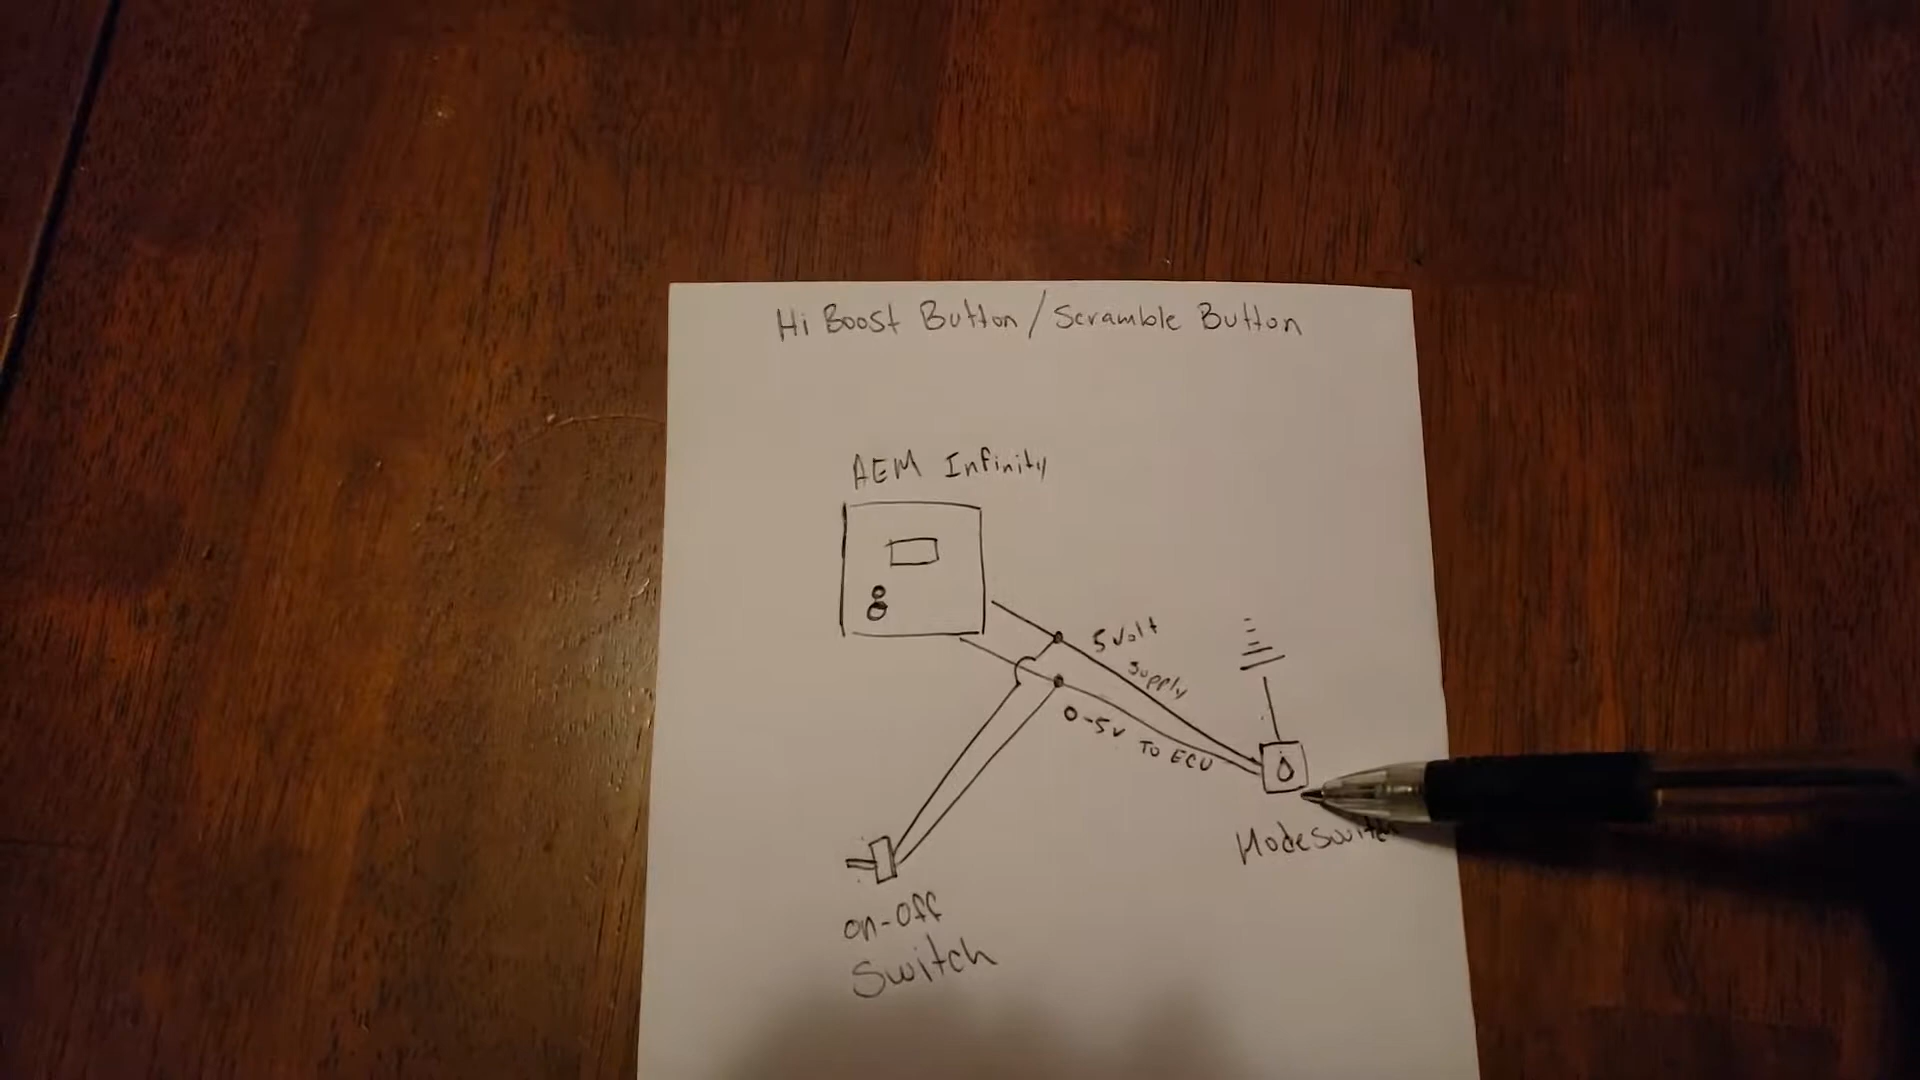 Hi Boost Button/Scramble Button
AEM Infinity
5 Volt
Supply
0-5v To ECU
Modeswitch
on-off
Switch